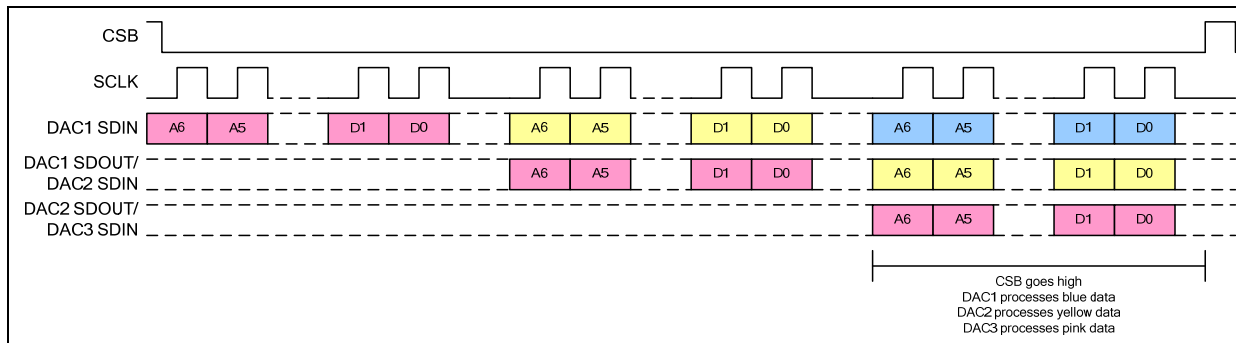 CSB
SCLK
DAC1 SDIN
A6 A5 D1 D0 A6 A5 D1 D0 A6 A5 D1 D0
DAC1 SDOUT/
DAC2 SDIN
A6 A5 D1 D0 A6 A5 D1 D0
DAC2 SDOUT/
DAC3 SDIN
A6 A5 D1 D0
CSB goes high
DAC1 processes blue data
DAC2 processes yellow data
DAC3 processes pink data